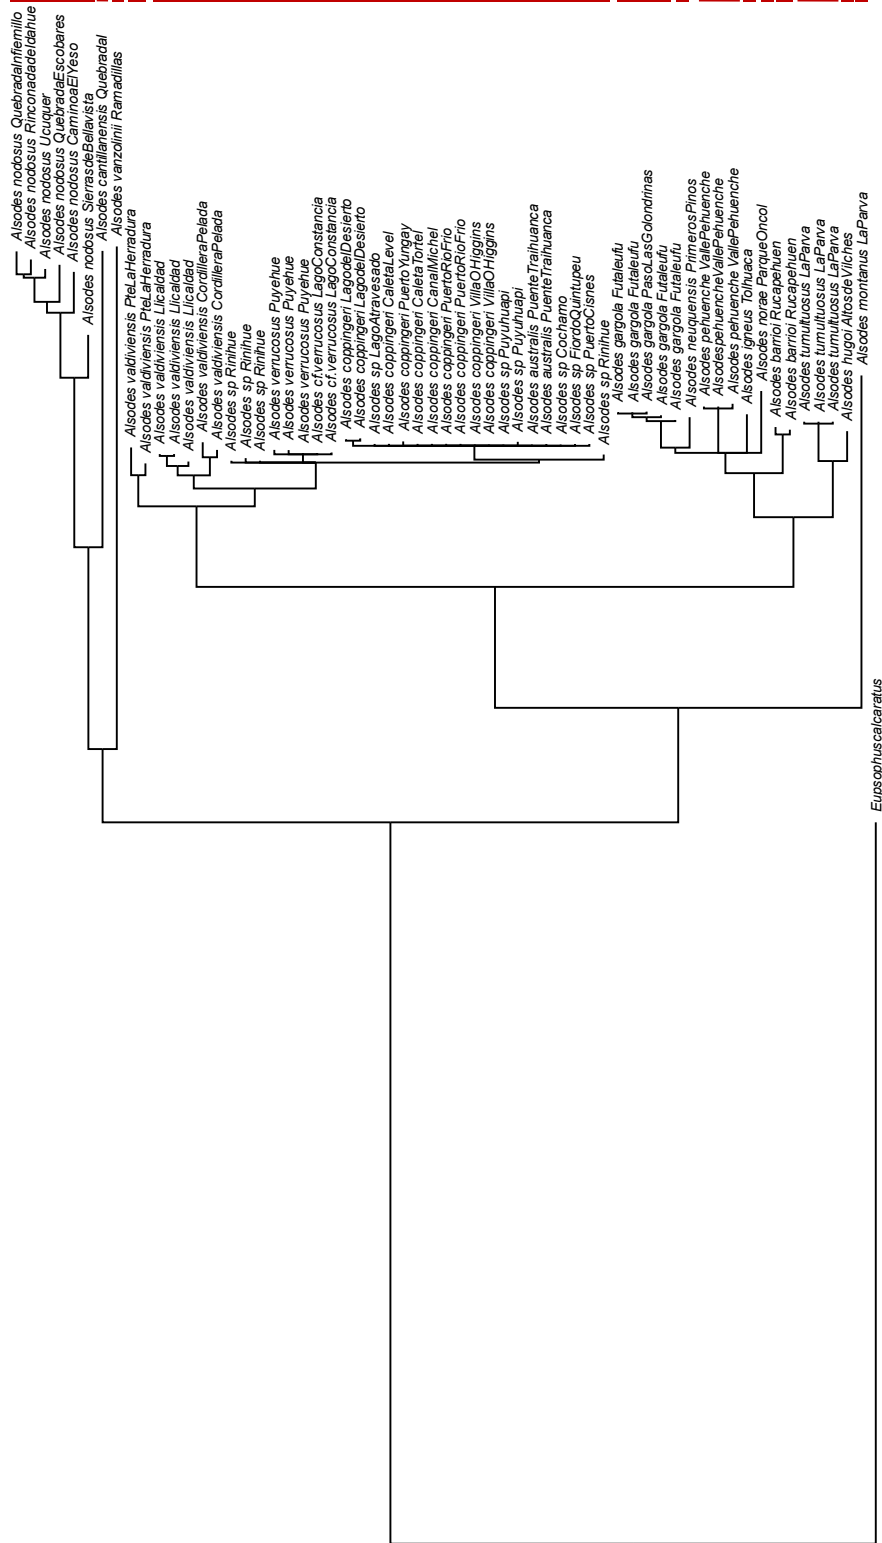 Alsodes nodosus QuebradaInfiernillo
Alsodes nodosus RinconadadeIdahue
Alsodes nodosus Ucuquer
Alsodes nodosus QuebradaEscobares
Alsodes nodosus CaminoaElYeso
Alsodes nodosus SierrasdeBellavista
Alsodes cantillanensis Quebradal
Alsodes vanzolinii Ramadillas
Alsodes valdiviensis PteLaHerradura
Alsodes valdiviensis PteLaHerradura
Alsodes valdiviensis Llicaldad
Alsodes valdiviensis Llicaldad
Alsodes valdiviensis Llicaldad
Alsodes valdiviensis CordilleraPelada
Alsodes valdiviensis CordilleraPelada
Alsodes sp Rinihue
Alsodes sp Rinihue
Alsodes sp Rinihue
Alsodes verrucosus Puyehue
Alsodes verrucosus Puyehue
Alsodes verrucosus Puyehue
Alsodes cf.verrucosus LagoConstancia
Alsodes cf.verrucosus LagoConstancia
Alsodes coppingeri LagodelDesierto
Alsodes coppingeri LagodelDesierto
Alsodes sp LagoAtravesado
Alsodes coppingeri CaletaLevel
Alsodes coppingeri PuertoYungay
Alsodes coppingeri CaletaTortel
Alsodes coppingeri CanalMichel
Alsodes coppingeri PuertoRioFrio
Alsodes coppingeri PuertoRioFrio
Alsodes coppingeri VillaOHiggins
Alsodes coppingeri VillaOHiggins
Alsodes sp Puyuhuapi
Alsodes sp Puyuhuapi
Alsodes australis PuenteTraihuanca
Alsodes australis PuenteTraihuanca
Alsodes sp Cochamo
Alsodes sp FiordoQuintupeu
Alsodes sp PuertoCisnes
Alsodes sp Rinihue
Alsodes gargola Futaleufu
Alsodes gargola Futaleufu
Alsodes gargola PasoLasGolondrinas
Alsodes gargola Futaleufu
Alsodes gargola Futaleufu
Alsodes neuquensis PrimerosPinos
Alsodes pehuenche VallePehuenche
AlsodespehuencheVallePehuenche
Alsodes pehuenche VallePehuenche
Alsodes igneus Tolhuaca
Alsodes norae ParqueOncol
Alsodes barrioi Rucapehuen
Alsodes barrioi Rucapehuen
Alsodes tumultuosus LaParva
Alsodes tumultuosus LaParva
Alsodes tumultuosus LaParva
Alsodes hugoi AltosdeVilches
Alsodes montanus LaParva
Eupsophuscalcaratus